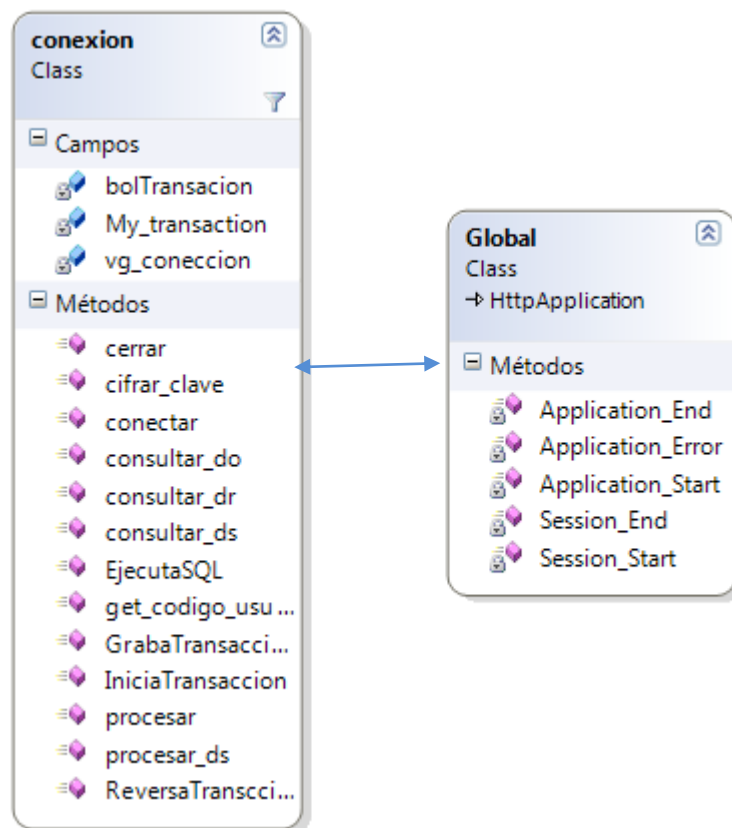 conexion
Class
Campos
bolTransacion
My_transaction
vg_coneccion
Métodos
cerrar
cifrar_clave
conectar
consultar_do
consultar_dr
consultar_ds
EjecutaSQL
get_codigo_usu ...
GrabaTransacci...
IniciaTransaccion
procesar
procesar_ds
ReversaTranscci...
Global
Class
HttpApplication
Métodos
Application_End
Application_Error
Application_Start
Session_End
Session_Start